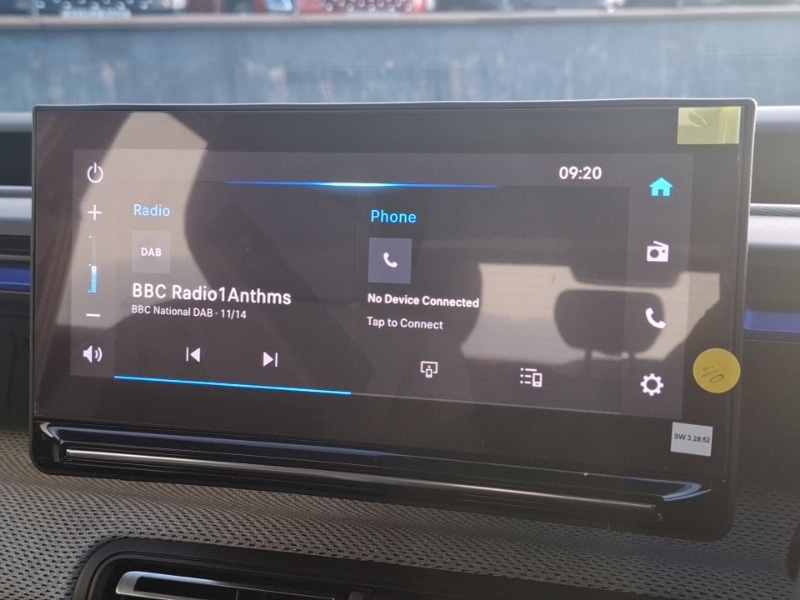 09:20
Radio
DAB
BBC Radio1Anthms
BBC National DAB · 11/14
Phone
No Device Connected
Tap to Connect
SW 3.28:52